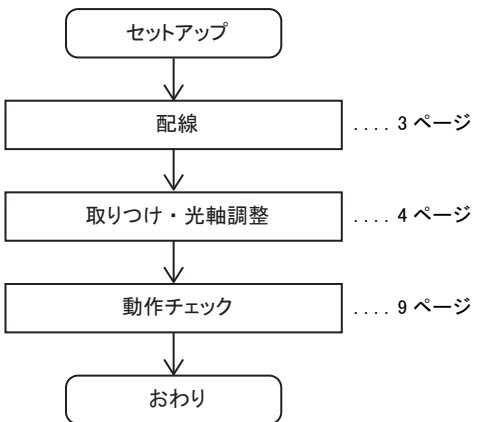 セットアップ
配線 .... 3 ページ
取りつけ・光軸調整 .... 4 ページ
動作チェック .... 9 ページ
おわり